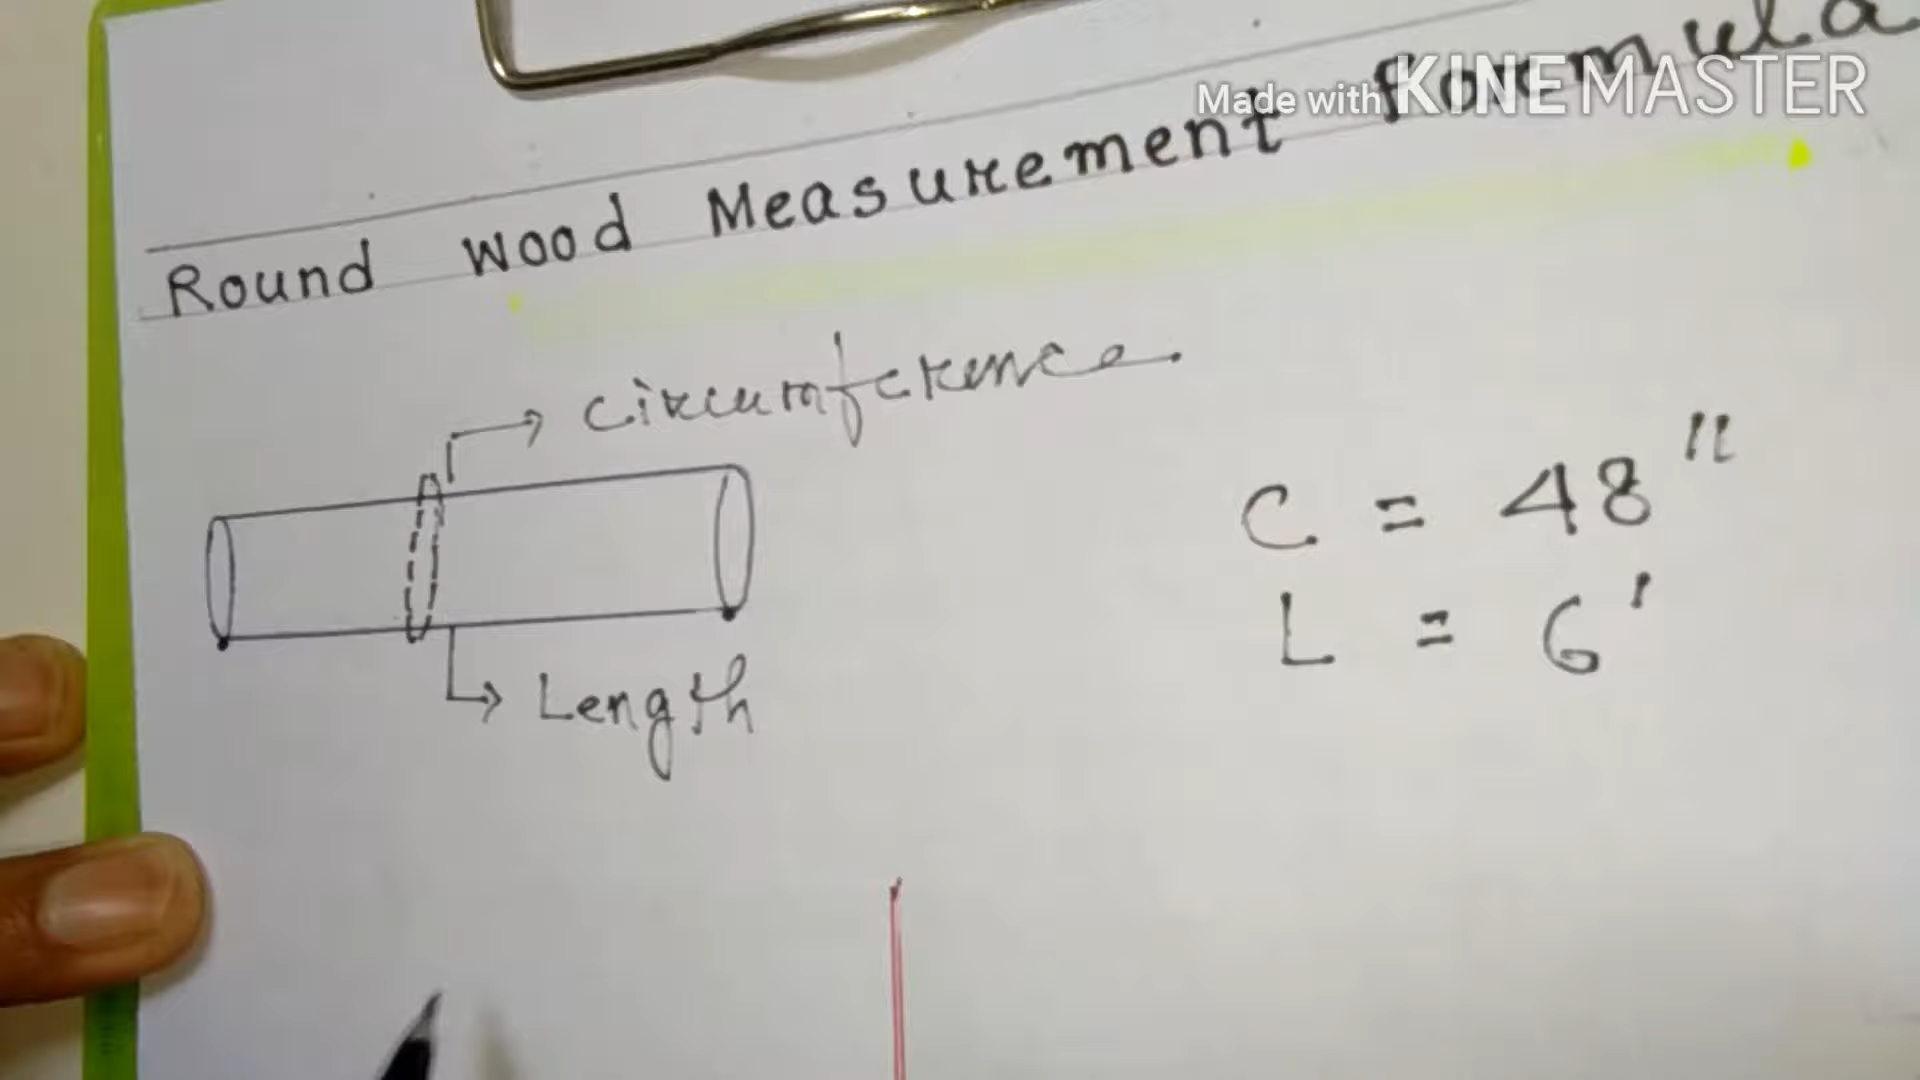 Made with KINEMASTER
Round Wood Measurement Formula
Circumference
C = 48"
L = 6'
Length